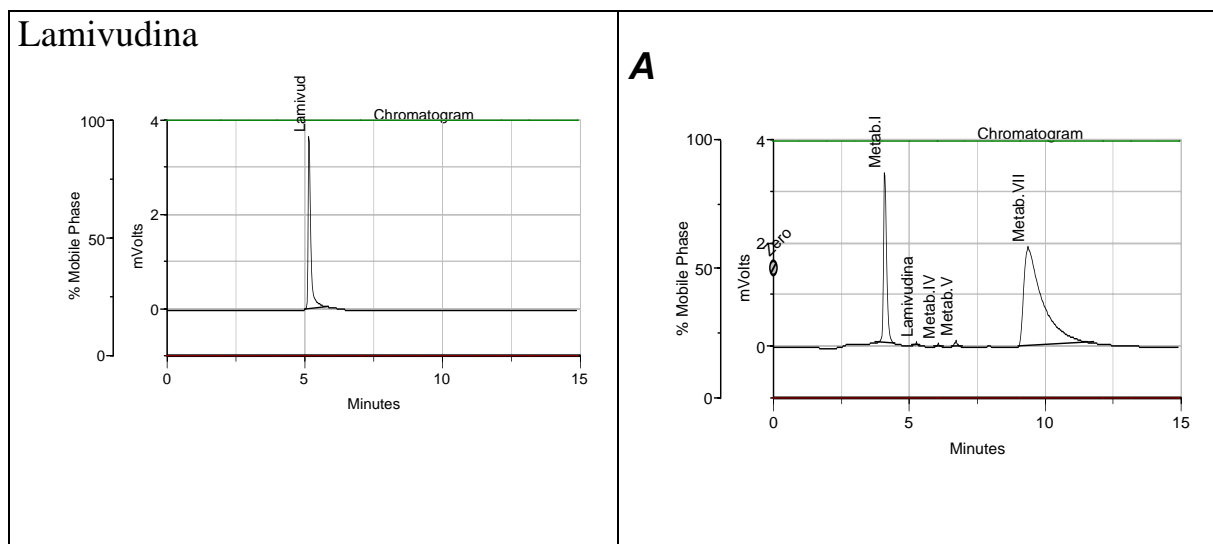 Lamivudina
Lamivud
Chromatogram
100
50
0
% Mobile Phase
4
2
0
mVolts
0
5
10
15
Minutes
A
Metab.I
Lamivudina
Metab.IV
Metab.V
Metab.VII
Chromatogram
Zero
100
50
0
% Mobile Phase
4
2
0
mVolts
0
5
10
15
Minutes